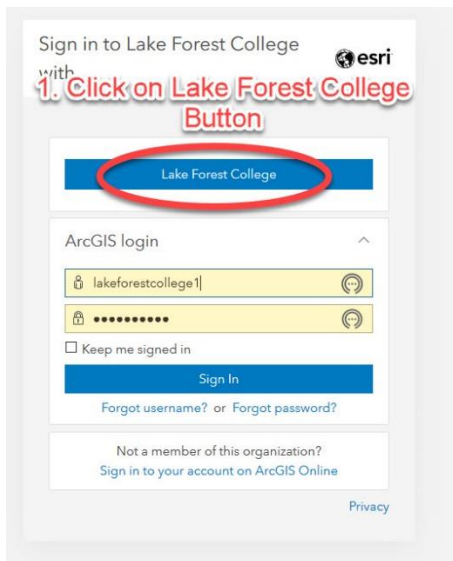 Sign in to Lake Forest College
with
esri
1. Click on Lake Forest College
Button
Lake Forest College
ArcGIS login
lakeforestcollege1
••••••••••
Keep me signed in
Sign In
Forgot username? or Forgot password?
Not a member of this organization?
Sign in to your account on ArcGIS Online
Privacy